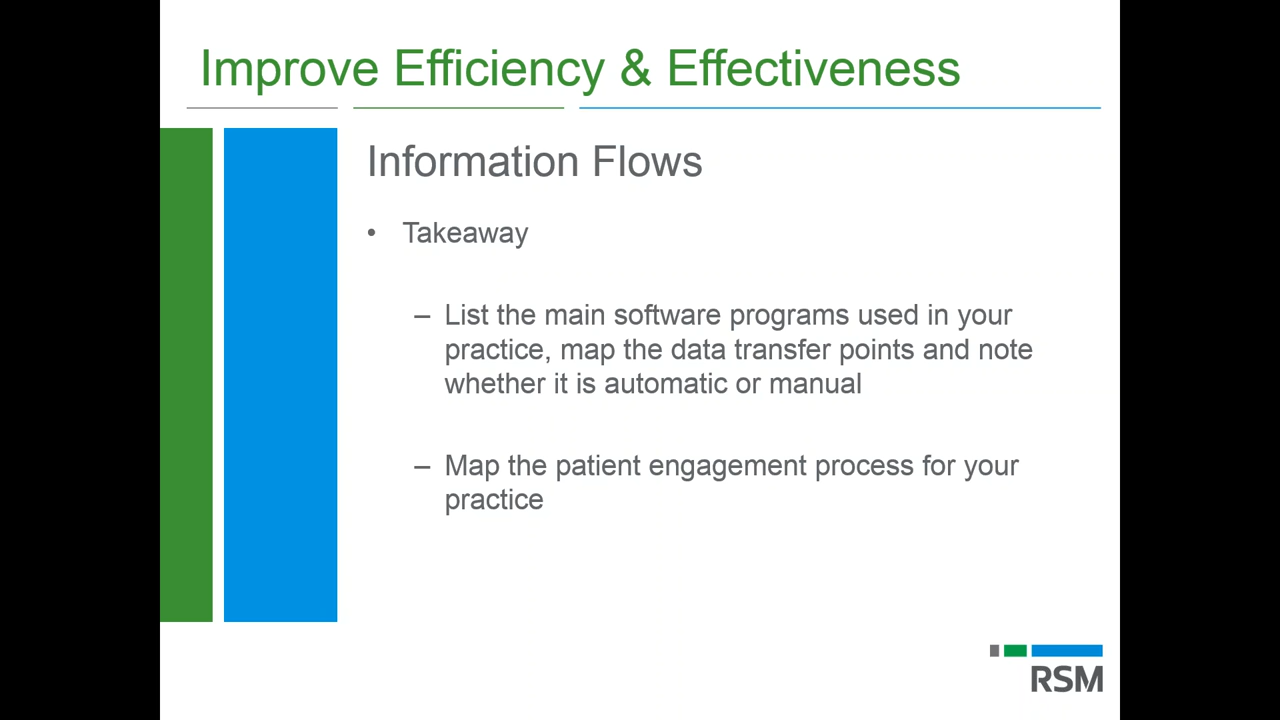 Improve Efficiency & Effectiveness
Information Flows
• Takeaway
– List the main software programs used in your
practice, map the data transfer points and note
whether it is automatic or manual
– Map the patient engagement process for your
practice
RSM